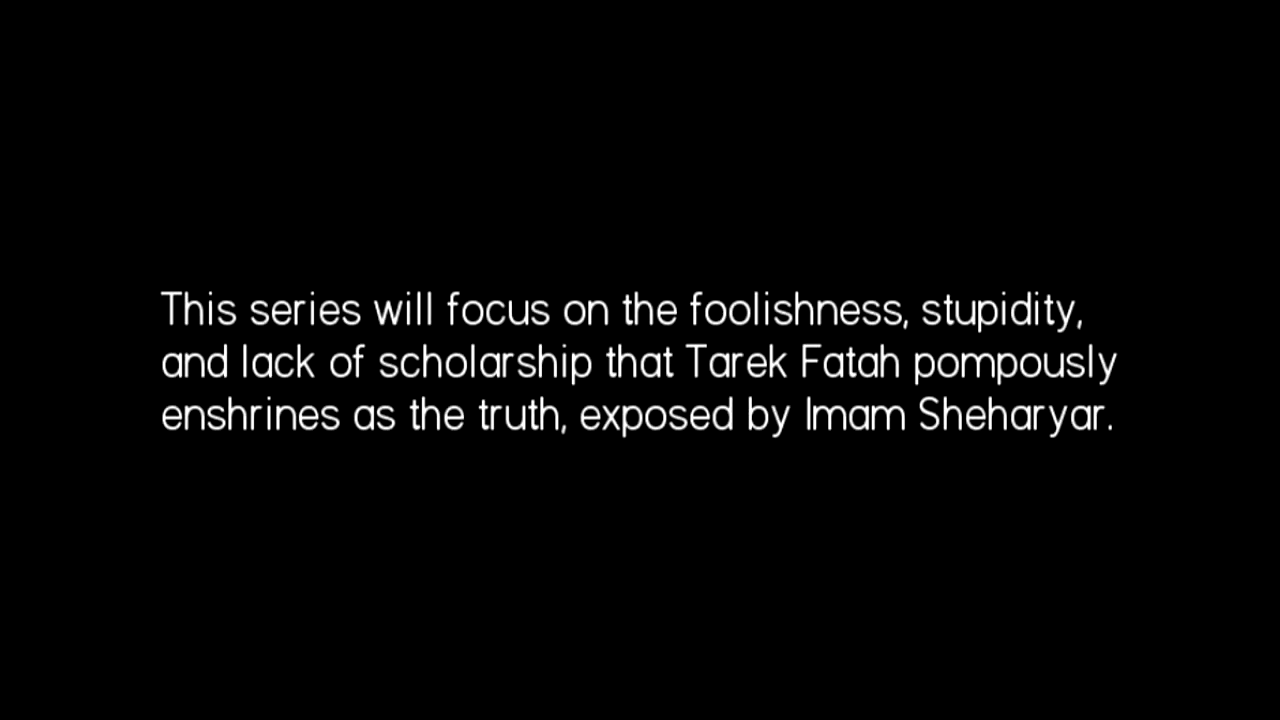 This series will focus on the foolishness, stupidity,
and lack of scholarship that Tarek Fatah pompously
enshrines as the truth, exposed by Imam Sheharyar.